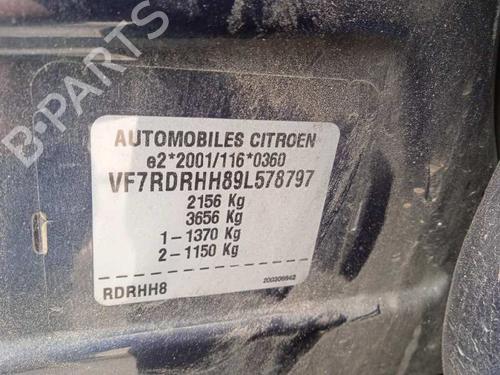 B-PARTS
AUTOMOBILES CITROEN
e2*2001/116*0360
VF7RDRHH89L578797
2156 Kg
3656 Kg
1-1370 Kg
2-1150 Kg
RDRHH8